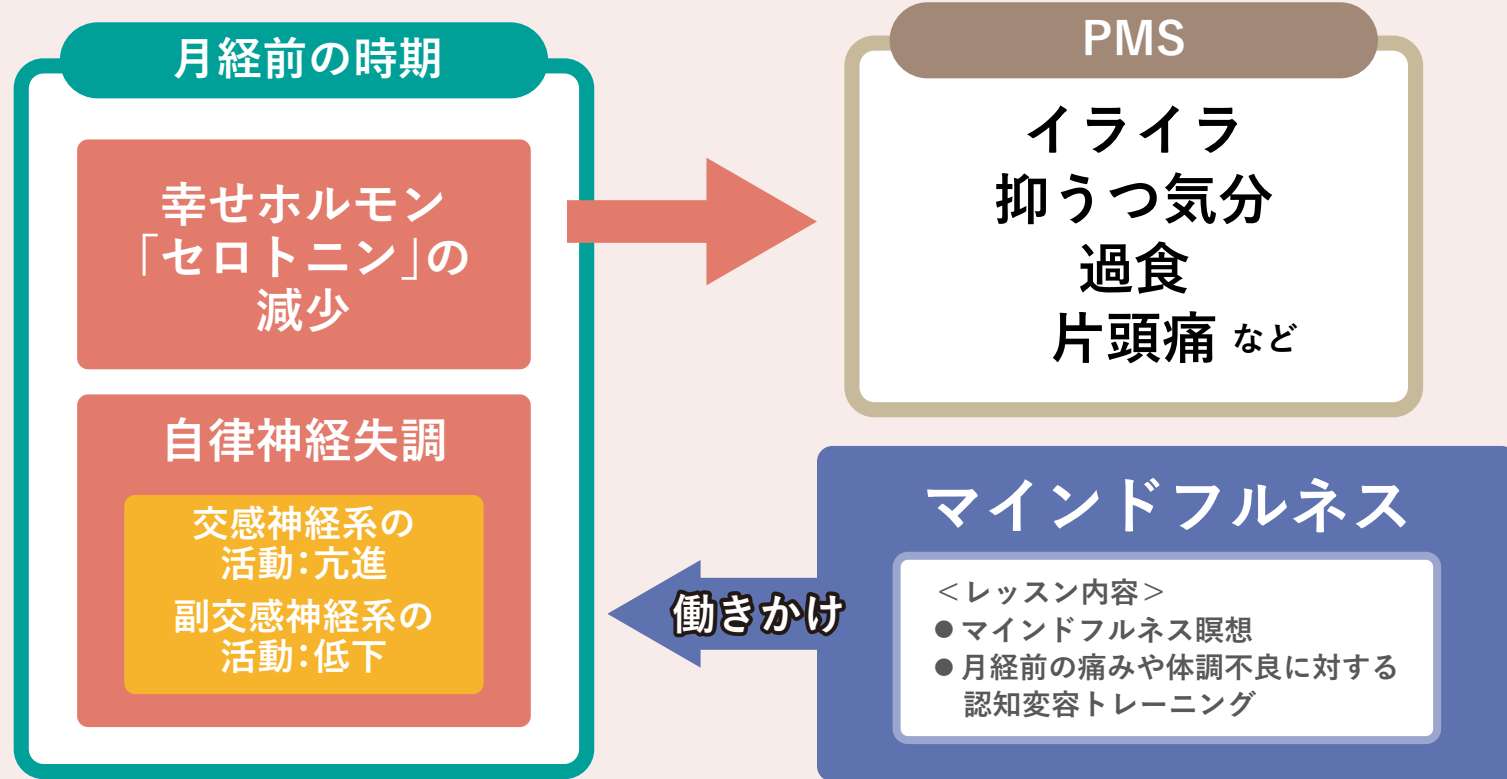 月経前の時期
幸せホルモン
「セロトニン」の
減少
自律神経失調
交感神経系の
活動：亢進
副交感神経系の
活動：低下
PMS
イライラ
抑うつ気分
過食
片頭痛 など
マインドフルネス
＜レッスン内容＞
●マインドフルネス瞑想
●月経前の痛みや体調不良に対する
認知変容トレーニング
働きかけ